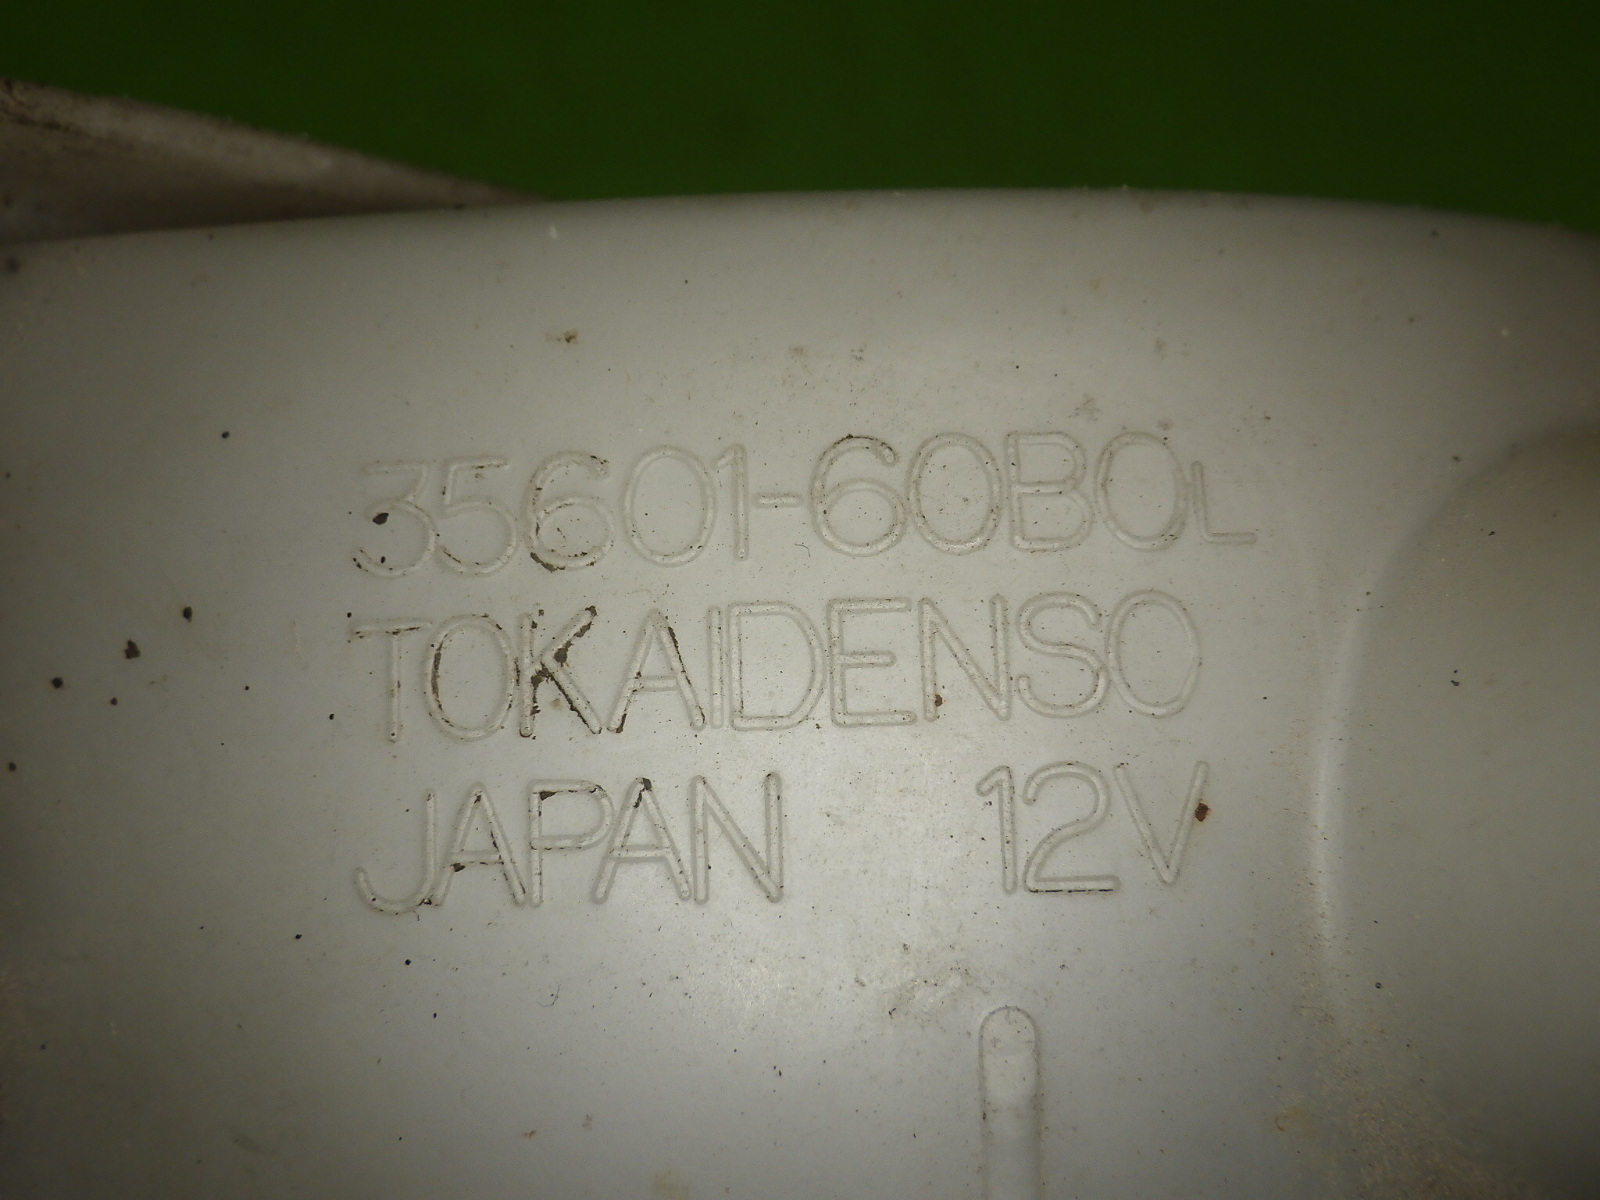 35601-60B0L
TOKAIDENSO
JAPAN 12V